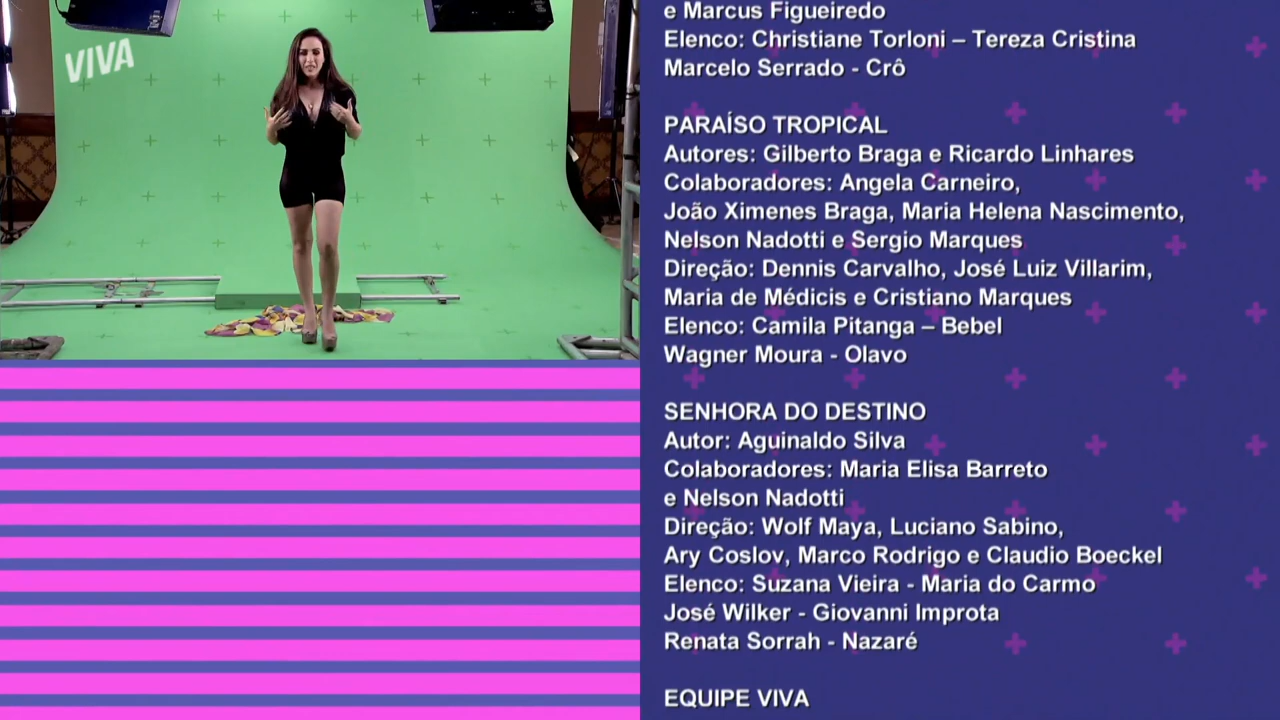 VIVA
e Marcus Figueiredo
Elenco: Christiane Torloni – Tereza Cristina
Marcelo Serrado - Crô
PARAÍSO TROPICAL
Autores: Gilberto Braga e Ricardo Linhares
Colaboradores: Angela Carneiro,
João Ximenes Braga, Maria Helena Nascimento,
Nelson Nadotti e Sergio Marques
Direção: Dennis Carvalho, José Luiz Villarim,
Maria de Médicis e Cristiano Marques
Elenco: Camila Pitanga – Bebel
Wagner Moura - Olavo
SENHORA DO DESTINO
Autor: Aguinaldo Silva
Colaboradores: Maria Elisa Barreto
e Nelson Nadotti
Direção: Wolf Maya, Luciano Sabino,
Ary Coslov, Marco Rodrigo e Claudio Boeckel
Elenco: Suzana Vieira - Maria do Carmo
José Wilker - Giovanni Improta
Renata Sorrah - Nazaré
EQUIPE VIVA